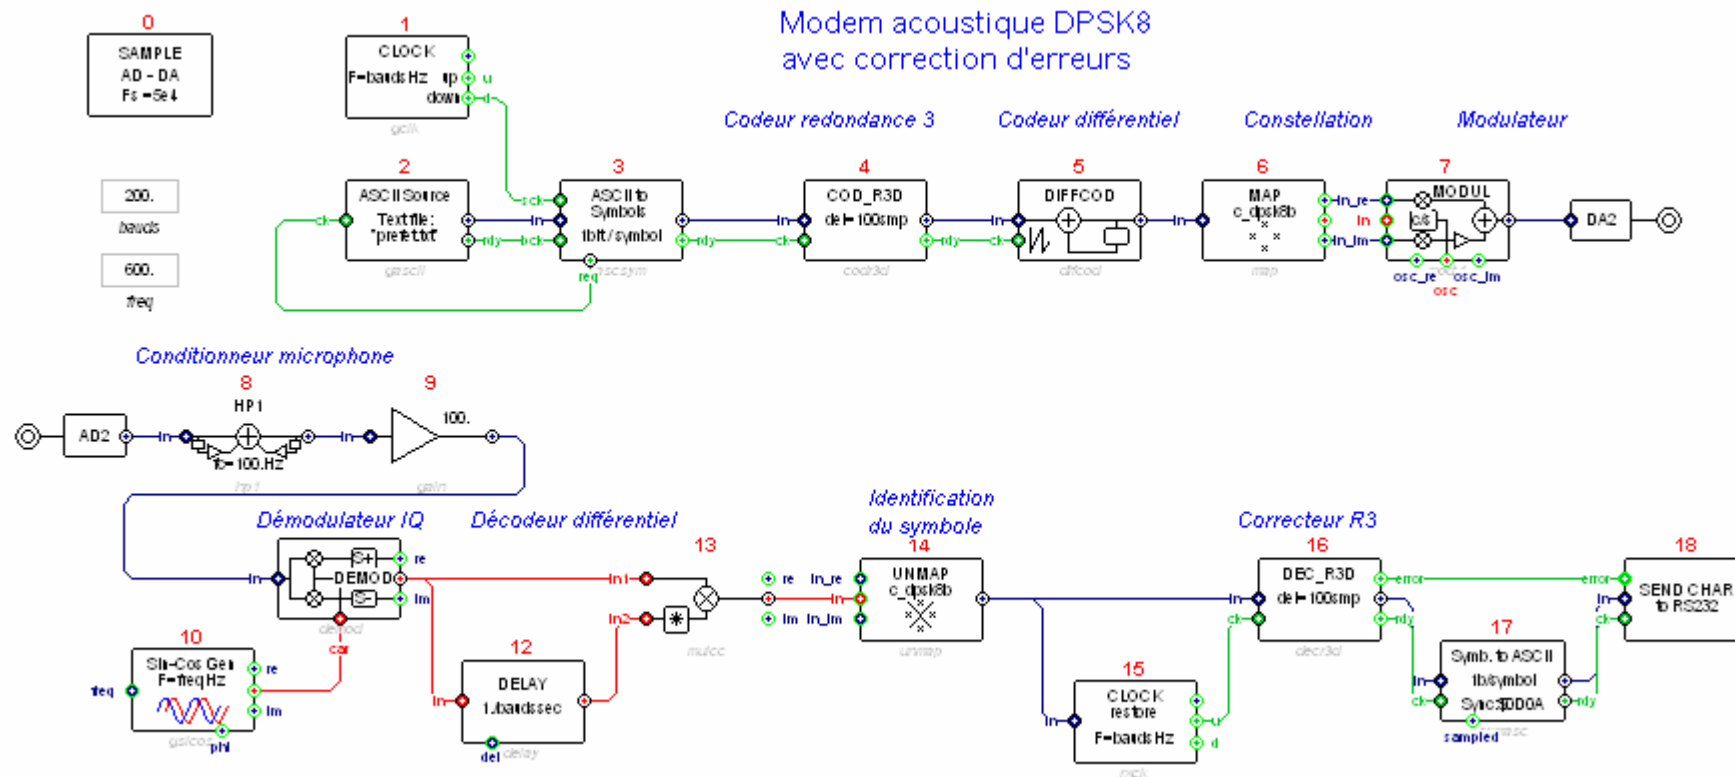 Modem acoustique DPSK8
avec correction d'erreurs
0
SAMPLE
AD - DA
Fs =5e4
1
CLOCK
F=bauds Hz up
down
u
d
gclk
200.
bauds
600.
freq
Codeur redondance 3
Codeur différentiel
Constellation
Modulateur
2
ASCII Source
Textfile:
"prefet.txt"
ck
rdy
gascii
3
ASCII to
Symbols
1bit/symbol
sck
in
bck
req
rdy
4
COD_R3D
del=100smp
in
ck
rdy
codr3d
5
DIFFCOD
in
ck
difcod
6
MAP
c_dpsk8b
in
map
7
MODUL
c/s
in_re
in
in_im
osc_re
osc_im
osc
DA2
Conditionneur microphone
8
HP1
fc=100.Hz
hp1
9
100.
gain
AD2
in
in
Démodulateur IQ
Décodeur différentiel
Identification
du symbole
Correcteur R3
DEMOD
S+
S-
in
re
im
car
demod
10
Sin-Cos Gen
F=freq Hz
freq
re
im
phi
gsicos
12
DELAY
1./bauds sec
in
del
delay
13
in1
in2
re
im
mulcc
14
UNMAP
c_dpsk8b
in_re
in
in_im
unmap
15
CLOCK
restore
F=bauds Hz
in
u
d
16
DEC_R3D
del=100smp
in
ck
error
rdy
decr3d
17
Symb. to ASCII
1b/symbol
Sync:$0D0A
in
ck
rdy
sampled
18
SEND CHAR
to RS232
error
in
ck